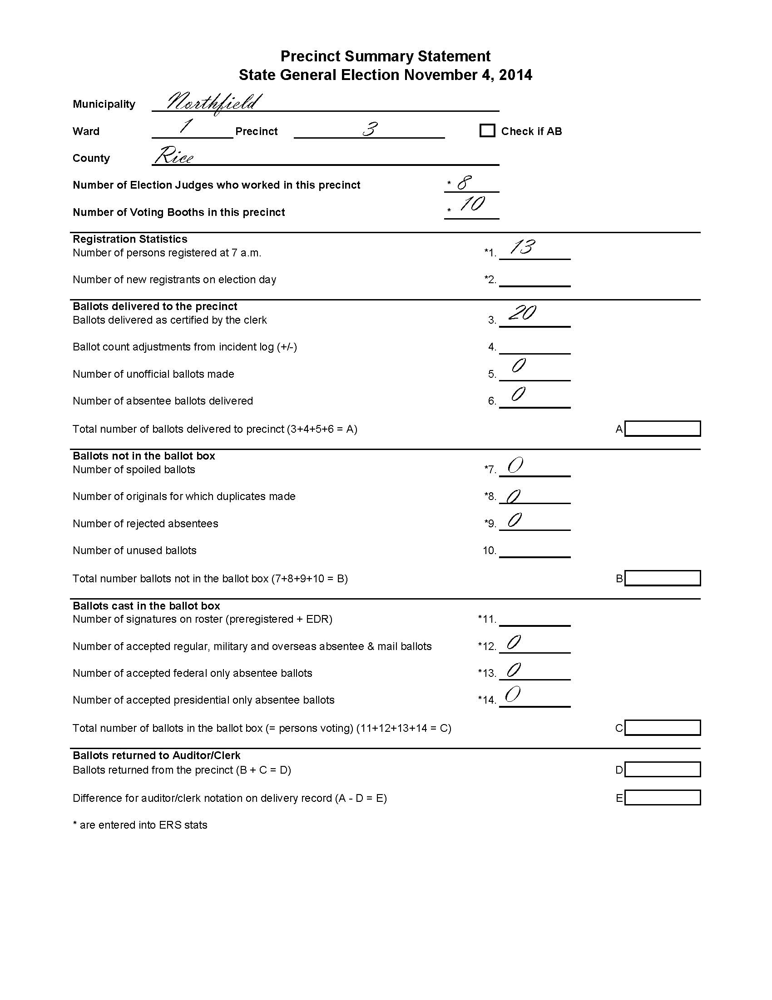 Precinct Summary Statement
State General Election November 4, 2014
Municipality Northfield
Ward 1 Precinct 3 Check if AB
County Rice
Number of Election Judges who worked in this precinct * 8
Number of Voting Booths in this precinct * 10
Registration Statistics
Number of persons registered at 7 a.m. *1. 13
Number of new registrants on election day *2.
Ballots delivered to the precinct
Ballots delivered as certified by the clerk 3. 20
Ballot count adjustments from incident log (+/-) 4.
Number of unofficial ballots made 5. 0
Number of absentee ballots delivered 6. 0
Total number of ballots delivered to precinct (3+4+5+6 = A) A
Ballots not in the ballot box
Number of spoiled ballots *7. 0
Number of originals for which duplicates made *8. 0
Number of rejected absentees *9. 0
Number of unused ballots 10.
Total number ballots not in the ballot box (7+8+9+10 = B) B
Ballots cast in the ballot box
Number of signatures on roster (preregistered + EDR) *11.
Number of accepted regular, military and overseas absentee & mail ballots *12. 0
Number of accepted federal only absentee ballots *13. 0
Number of accepted presidential only absentee ballots *14. 0
Total number of ballots in the ballot box (= persons voting) (11+12+13+14 = C) C
Ballots returned to Auditor/Clerk
Ballots returned from the precinct (B + C = D) D
Difference for auditor/clerk notation on delivery record (A - D = E) E
* are entered into ERS stats